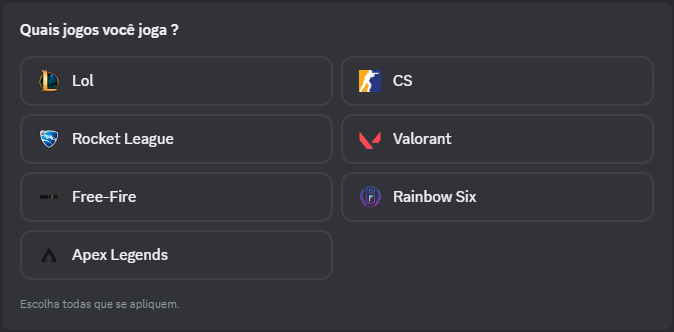 Quais jogos você joga ?
Lol
CS
Rocket League
Valorant
Free-Fire
Rainbow Six
Apex Legends
Escolha todas que se apliquem.